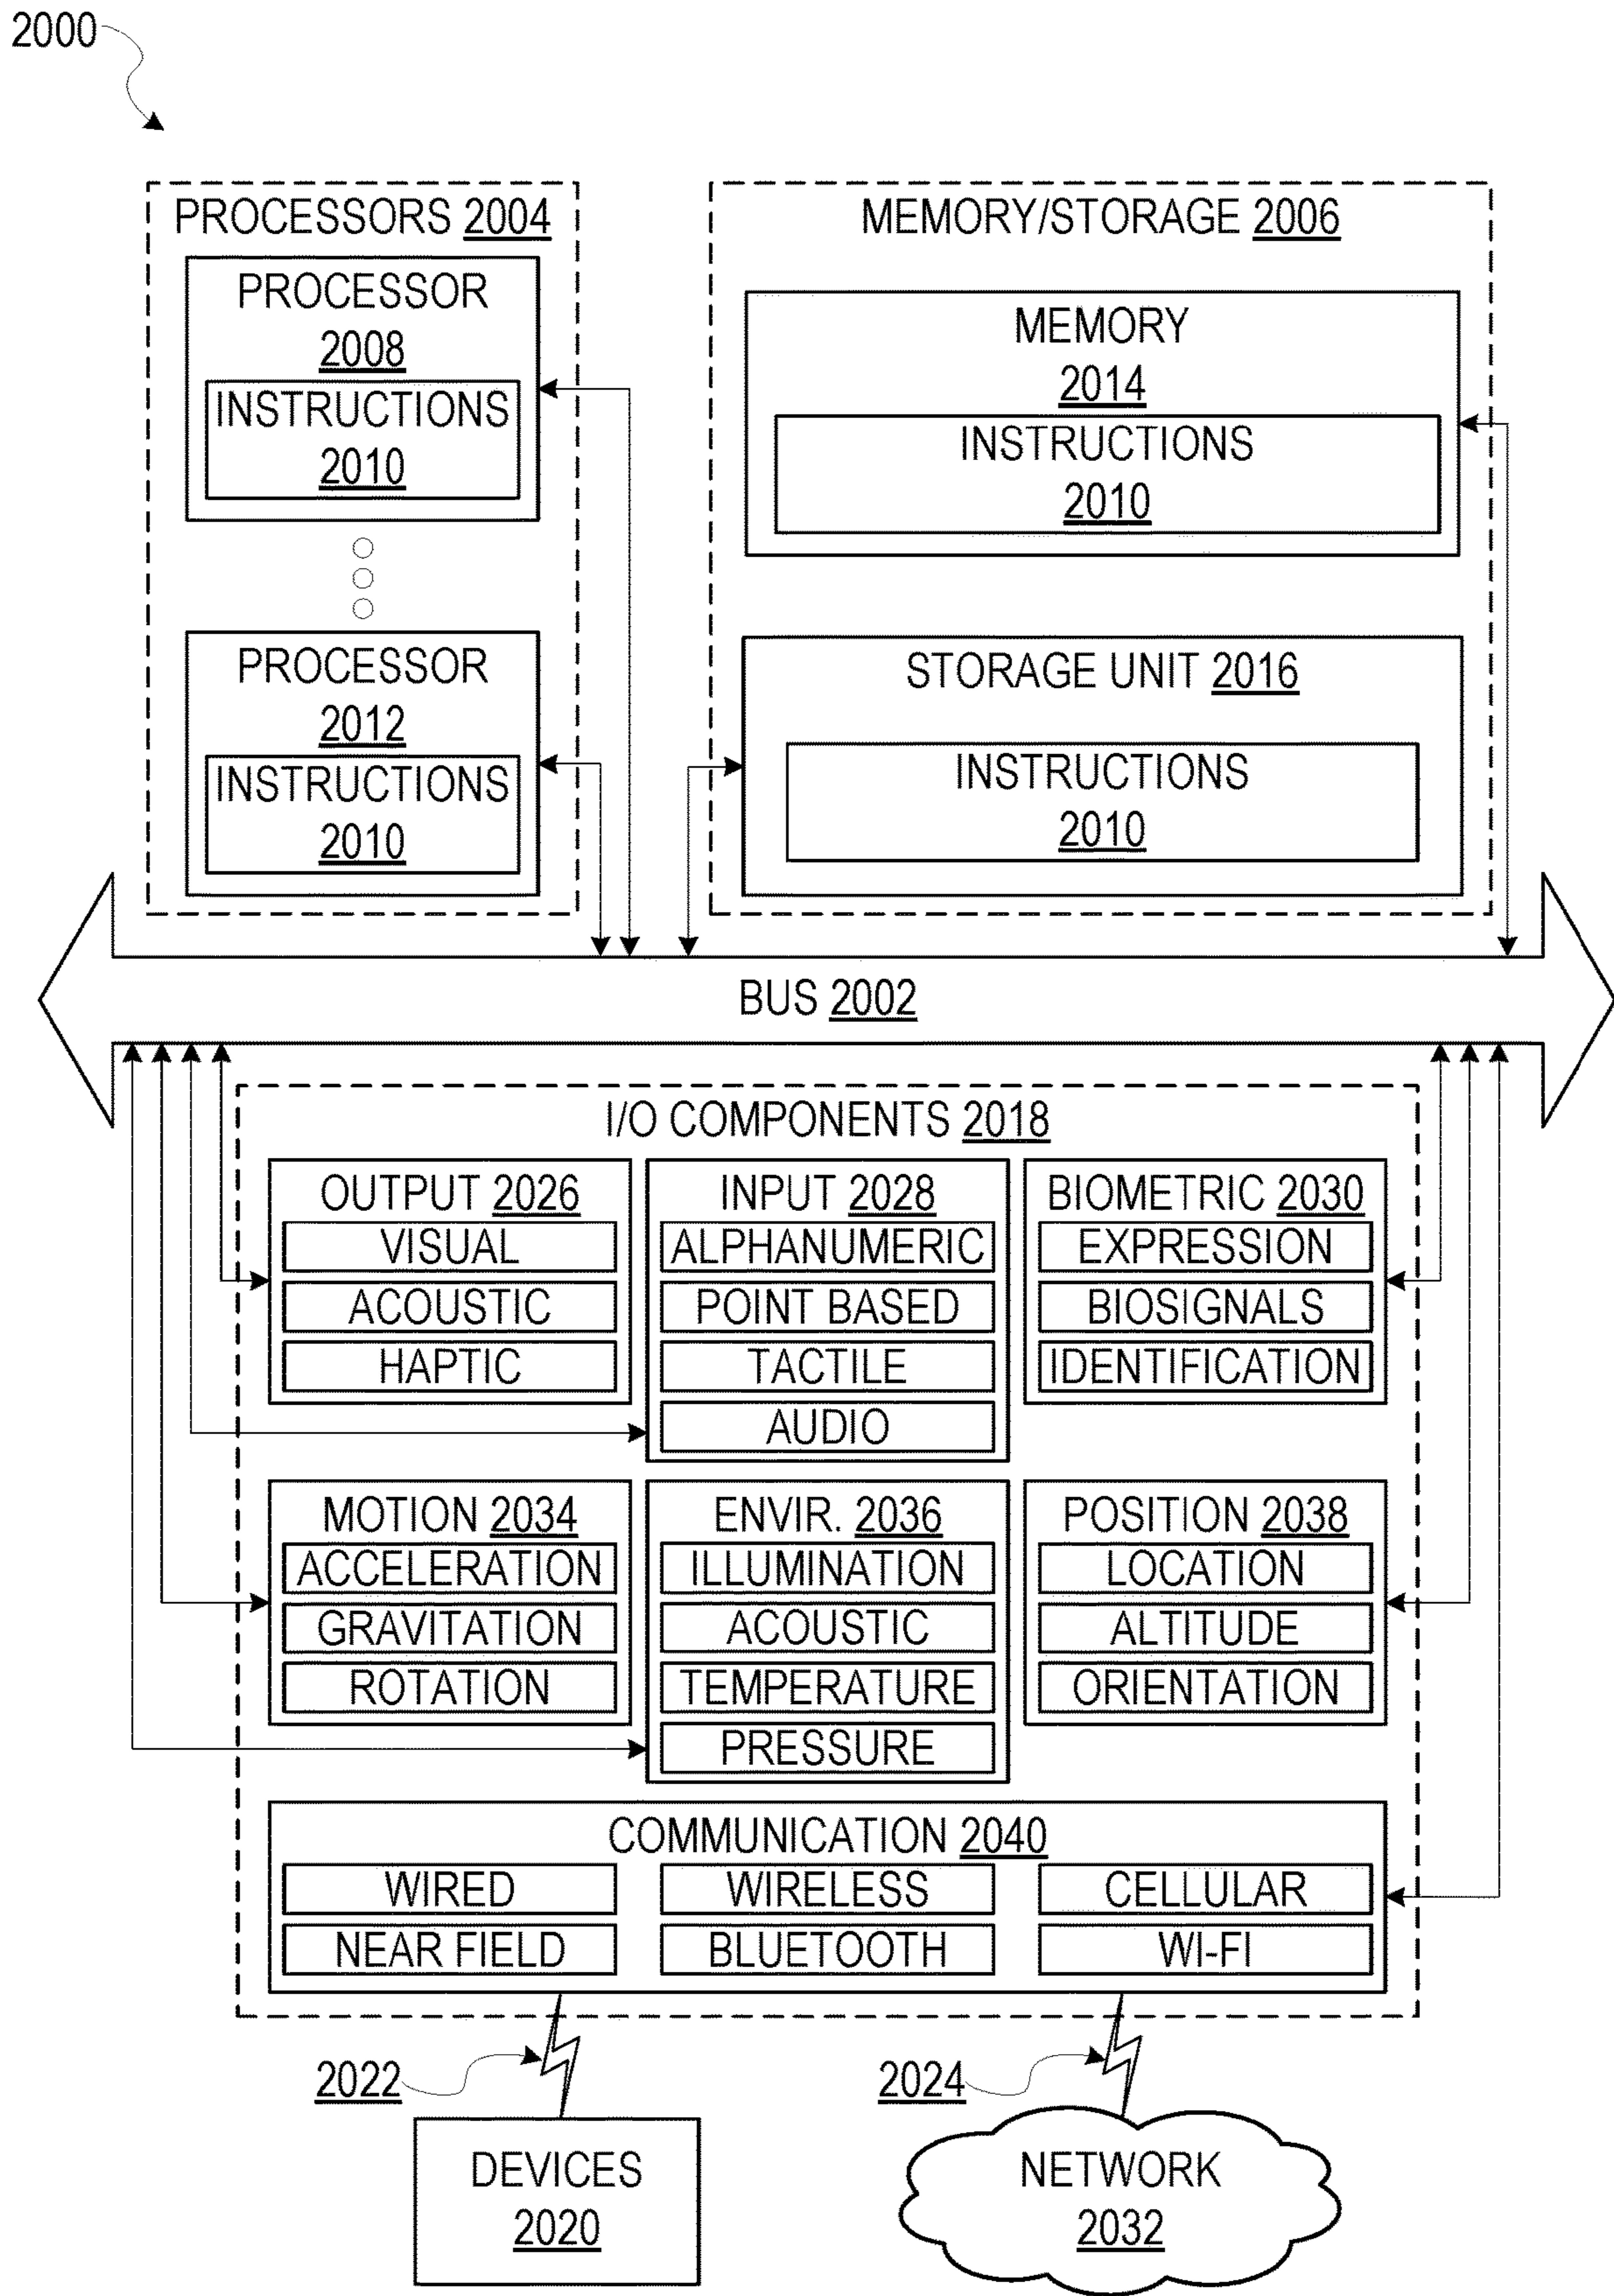 2000
PROCESSORS 2004
PROCESSOR
2008
INSTRUCTIONS
2010
PROCESSOR
2012
INSTRUCTIONS
2010
MEMORY/STORAGE 2006
MEMORY
2014
INSTRUCTIONS
2010
STORAGE UNIT 2016
INSTRUCTIONS
2010
BUS 2002
I/O COMPONENTS 2018
OUTPUT 2026
VISUAL
ACOUSTIC
HAPTIC
INPUT 2028
ALPHANUMERIC
POINT BASED
TACTILE
AUDIO
BIOMETRIC 2030
EXPRESSION
BIOSIGNALS
IDENTIFICATION
MOTION 2034
ACCELERATION
GRAVITATION
ROTATION
ENVIR. 2036
ILLUMINATION
ACOUSTIC
TEMPERATURE
PRESSURE
POSITION 2038
LOCATION
ALTITUDE
ORIENTATION
COMMUNICATION 2040
WIRED
WIRELESS
CELLULAR
NEAR FIELD
BLUETOOTH
WI-FI
2022
2024
DEVICES
2020
NETWORK
2032